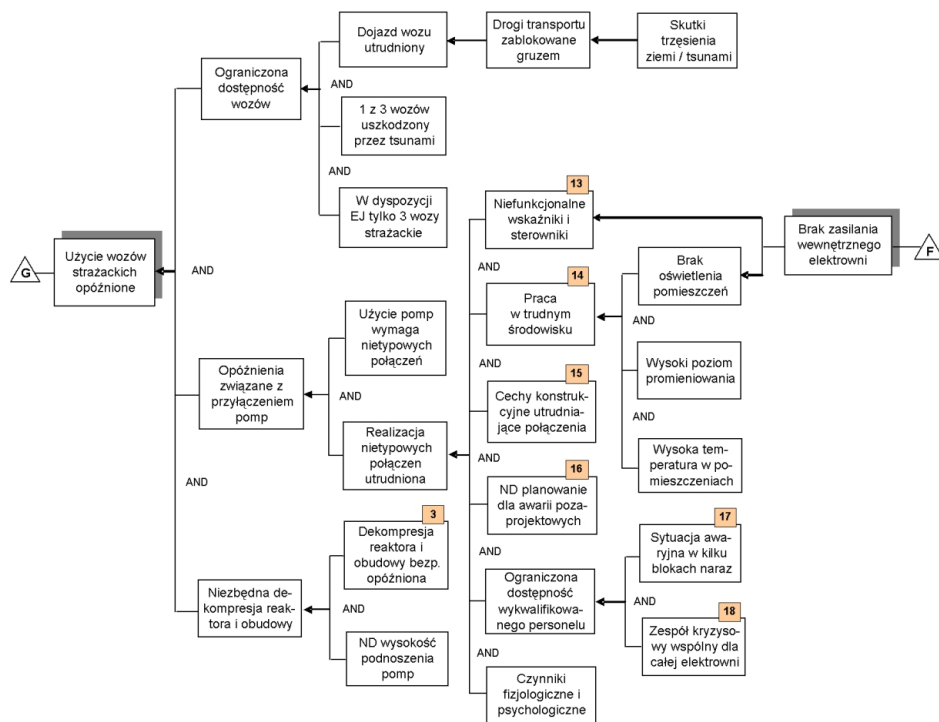 Dojazd wozu
utrudniony
Drogi transportu
zablokowane
gruzem
Skutki
trzęsienia
ziemi / tsunami
AND
Ograniczona
dostępność
wozów
1 z 3 wozów
uszkodzony
przez tsunami
AND
W dyspozycji
EJ tylko 3 wozy
strażackie
G
Użycie wozów
strażackich
opóźnione
AND
13
Niefunkcjonalne
wskaźniki i
sterowniki
Brak zasilania
wewnętrznego
elektrowni
F
AND
Brak
oświetlenia
pomieszczeń
14
Praca
w trudnym
środowisku
AND
Użycie pomp
wymaga
nietypowych
połączeń
AND
Wysoki poziom
promieniowania
Opóźnienia
związane z
przyłączeniem
pomp
AND
15
Cechy konstruk-
cyjne utrudnia-
jące połączenia
AND
Realizacja
nietypowych
połączen
utrudniona
AND
Wysoka tem-
peratura w po-
mieszczeniach
AND
16
ND planowanie
dla awarii poza-
projektowych
3
Dekompresja
reaktora i
obudowy bezp.
opóźniona
AND
17
Sytuacja awa-
ryjna w kilku
blokach naraz
Niezbędna de-
kompresja reak-
tora i obudowy
AND
Ograniczona
dostępność
wykwalifikowa-
nego personelu
AND
18
Zespół kryzyso-
wy wspólny dla
całej elektrowni
ND wysokość
podnoszenia
pomp
AND
Czynniki
fizjologiczne i
psychologiczne